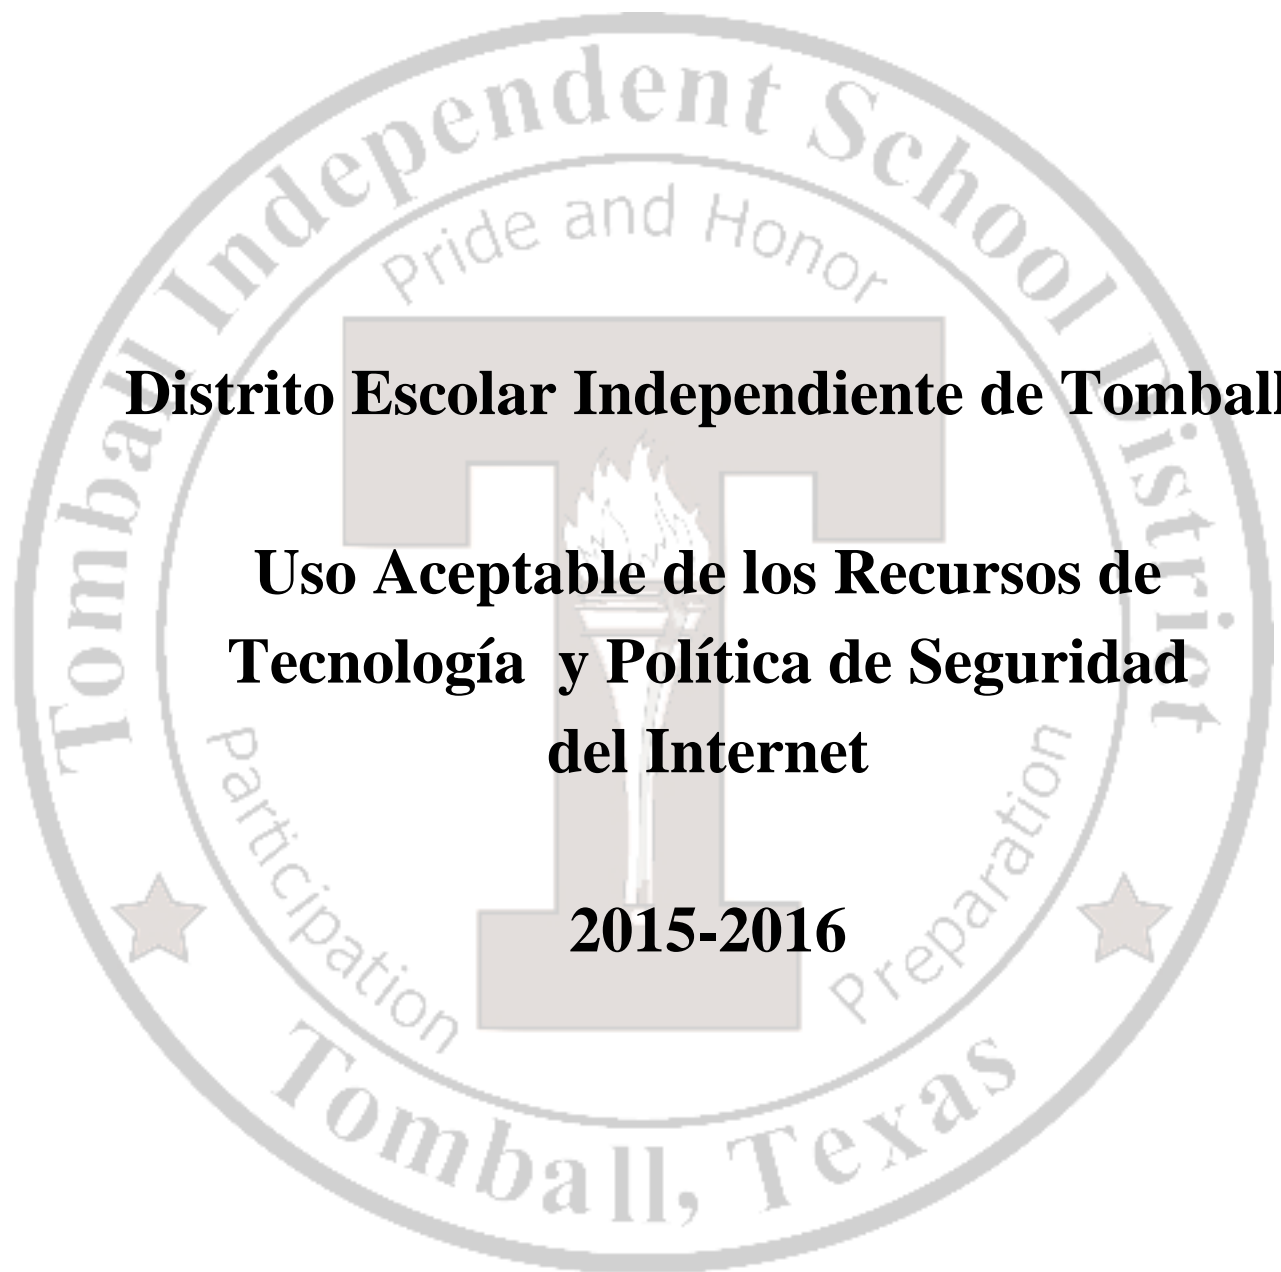 Tomball Independent School District
Pride and Honor
Distrito Escolar Independiente de Tomball
Uso Aceptable de los Recursos de
Tecnología y Política de Seguridad
del Internet
2015-2016
Participation
Preparation
Tomball, Texas